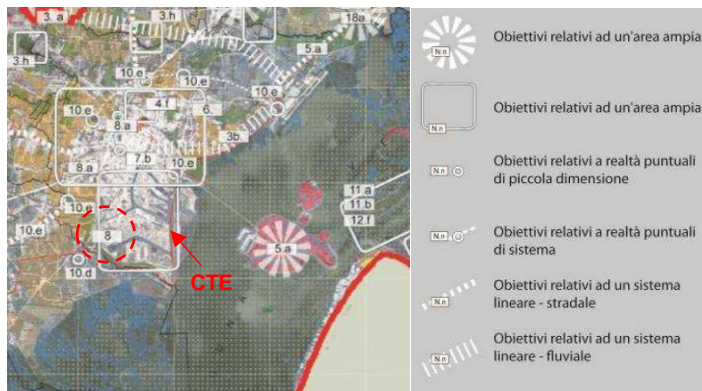 3. a
3.h
18.a
5.a
3.h
10.e
10.e
10.e
4.f
6.
10.e
8.a
3b.
7.b
10.e
8.a
10.e
10.e
8
10.d
CTE
5.a
11.a
11.b
12.f
N.n
Obiettivi relativi ad un'area ampia
Obiettivi relativi ad un'area ampia
N.n
N.n
Obiettivi relativi a realtà puntuali
di piccola dimensione
N.n
Obiettivi relativi a realtà puntuali
di sistema
N.n
Obiettivi relativi ad un sistema
lineare - stradale
N.n
Obiettivi relativi ad un sistema
lineare - fluviale